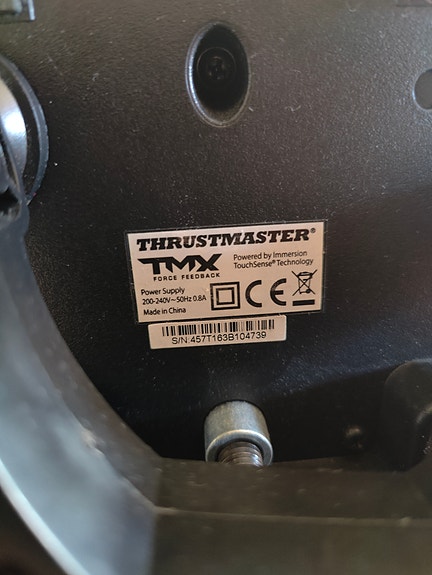 THRUSTMASTER®
TMX
FORCE FEEDBACK
Powered by Immersion
TouchSense® Technology
Power Supply
200-240V~50Hz 0.8A
Made in China
CE
S/N:457T163B104739